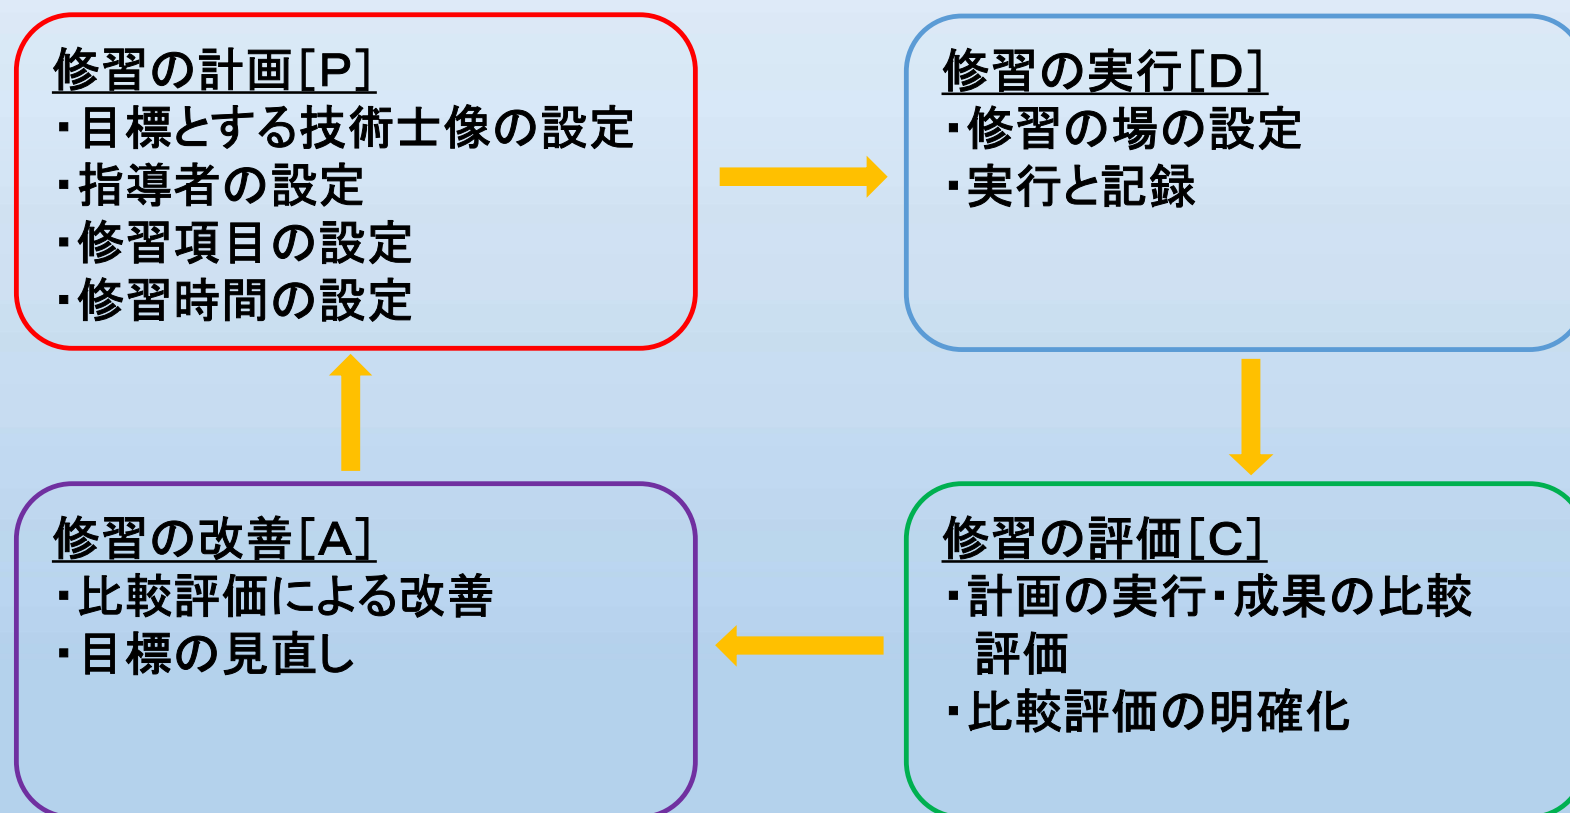 修習の計画[P]
・目標とする技術士像の設定
・指導者の設定
・修習項目の設定
・修習時間の設定
修習の実行[D]
・修習の場の設定
・実行と記録
修習の改善[A]
・比較評価による改善
・目標の見直し
修習の評価[C]
・計画の実行・成果の比較
評価
・比較評価の明確化